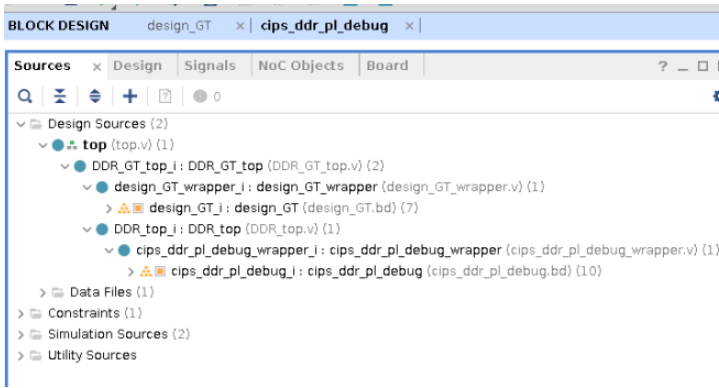 BLOCK DESIGN design_GT × cips_ddr_pl_debug ×
Sources × Design Signals NoC Objects Board ? _
0
Design Sources (2)
top (top.v) (1)
DDR_GT_top_i : DDR_GT_top (DDR_GT_top.v) (2)
design_GT_wrapper_i : design_GT_wrapper (design_GT_wrapper.v) (1)
design_GT_i : design_GT (design_GT.bd) (7)
DDR_top_i : DDR_top (DDR_top.v) (1)
cips_ddr_pl_debug_wrapper_i : cips_ddr_pl_debug_wrapper (cips_ddr_pl_debug_wrapper.v) (1)
cips_ddr_pl_debug_i : cips_ddr_pl_debug (cips_ddr_pl_debug.bd) (10)
Data Files (1)
Constraints (1)
Simulation Sources (2)
Utility Sources